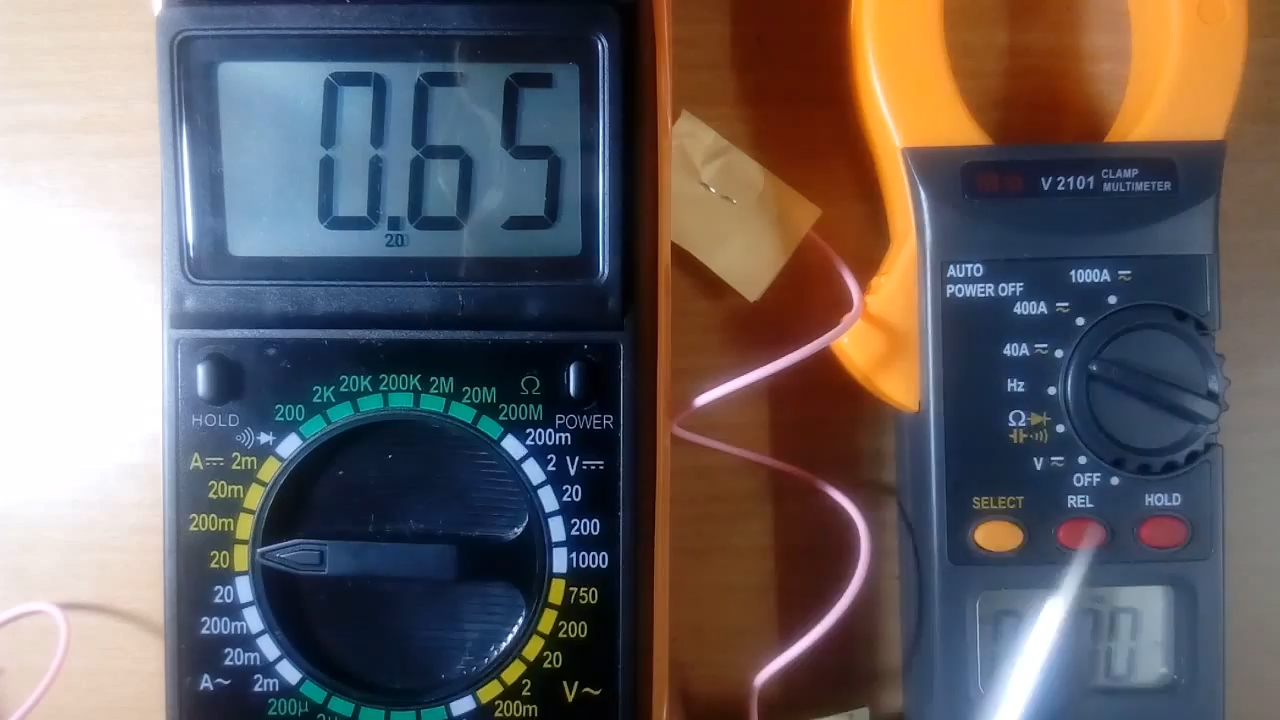 0.65
20
HOLD
POWER
200
2K
20K
200K
2M
20M
200M
Ω
A⎓ 2m
20m
200m
20
20
200m
20m
A~ 2m
200µ
200m
2 V⎓
20
200
1000
750
200
20
2
200m
V~
V 2101 CLAMP
MULTIMETER
AUTO
POWER OFF
1000A
400A
40A
Hz
Ω
V
OFF
SELECT
REL
HOLD